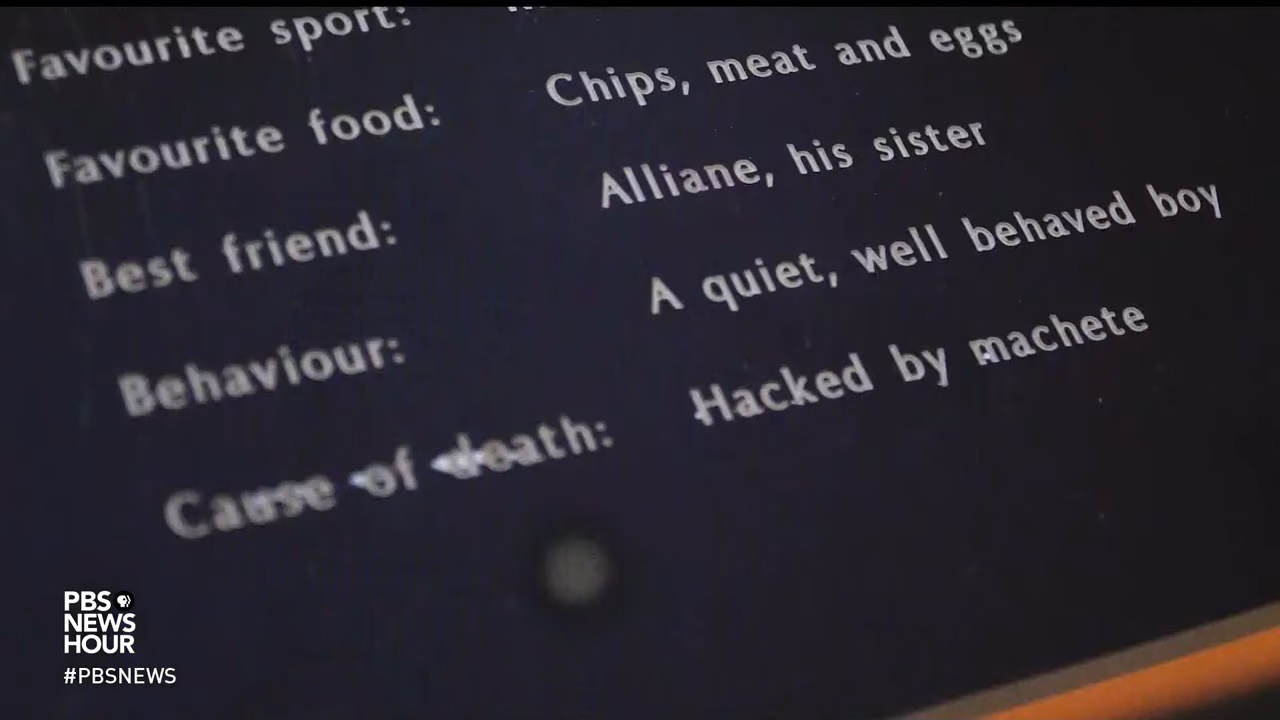 Favourite sport:
Favourite food: Chips, meat and eggs
Best friend: Alliane, his sister
Behaviour: A quiet, well behaved boy
Cause of death: Hacked by machete
PBS
NEWS
HOUR
#PBSNEWS